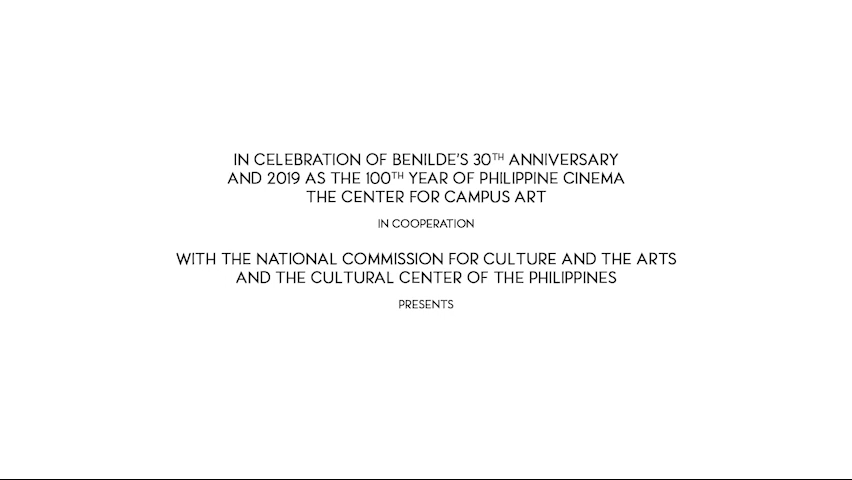 IN CELEBRATION OF BENILDE'S 30TH ANNIVERSARY
AND 2019 AS THE 100TH YEAR OF PHILIPPINE CINEMA
THE CENTER FOR CAMPUS ART
IN COOPERATION
WITH THE NATIONAL COMMISSION FOR CULTURE AND THE ARTS
AND THE CULTURAL CENTER OF THE PHILIPPINES
PRESENTS